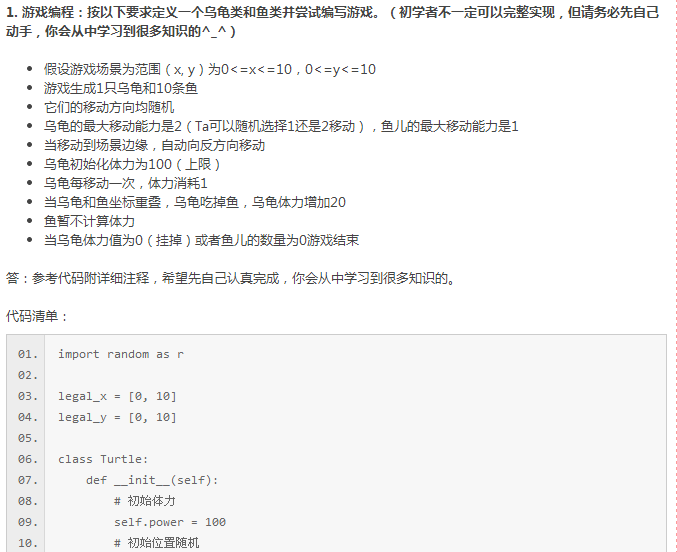 1. 游戏编程：按以下要求定义一个乌龟类和鱼类并尝试编写游戏。（初学者不一定可以完整实现，但请务必先自己
动手，你会从中学习到很多知识的^_^）
假设游戏场景为范围（x, y）为0<=x<=10，0<=y<=10
游戏生成1只乌龟和10条鱼
它们的移动方向均随机
乌龟的最大移动能力是2（Ta可以随机选择1还是2移动），鱼儿的最大移动能力是1
当移动到场景边缘，自动向反方向移动
乌龟初始化体力为100（上限）
乌龟每移动一次，体力消耗1
当乌龟和鱼坐标重叠，乌龟吃掉鱼，乌龟体力增加20
鱼暂不计算体力
当乌龟体力值为0（挂掉）或者鱼儿的数量为0游戏结束
答：参考代码附详细注释，希望先自己认真完成，你会从中学习到很多知识的。
代码清单：
01. import random as r
02.
03. legal_x = [0, 10]
04. legal_y = [0, 10]
05.
06. class Turtle:
07. def __init__(self):
08. # 初始体力
09. self.power = 100
10. # 初始位置随机